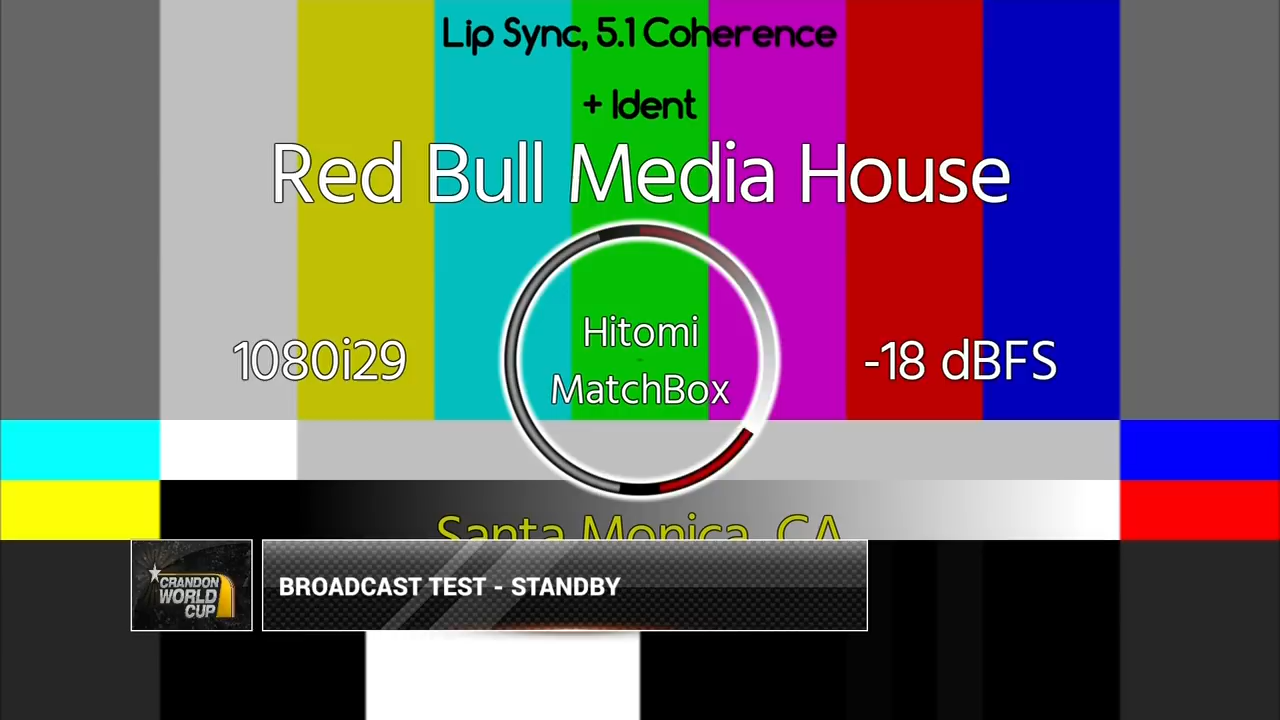 Lip Sync, 5.1 Coherence
+ Ident
Red Bull Media House
Hitomi
MatchBox
1080i29
-18 dBFS
Santa Monica, CA
CRANDON
WORLD
CUP
BROADCAST TEST - STANDBY